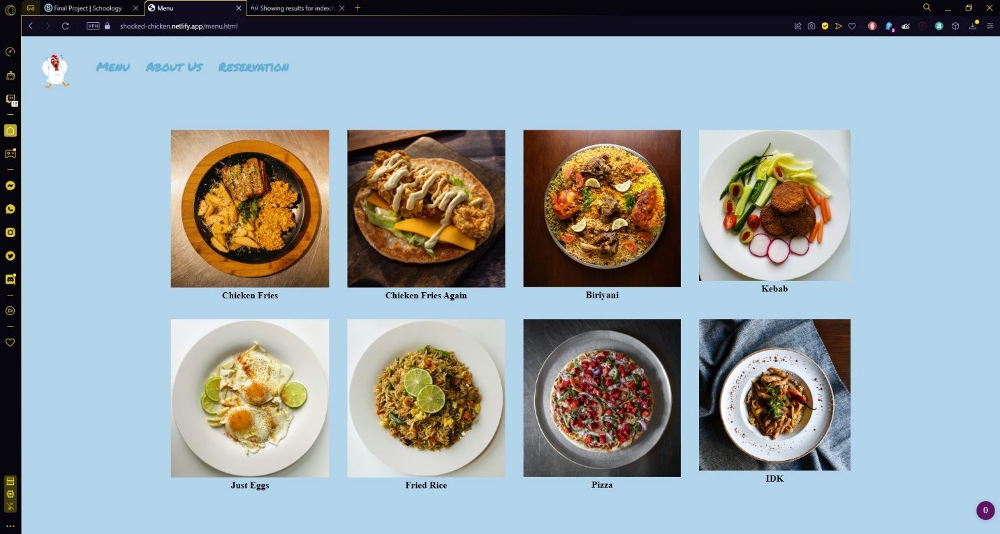 Final Project | Schoology
Menu
Showing results for index.h
VPN
shocked-chicken.netlify.app/menu.html
0
Menu About Us Reservation
Chicken Fries
Chicken Fries Again
Biriyani
Kebab
Just Eggs
Fried Rice
Pizza
IDK
0